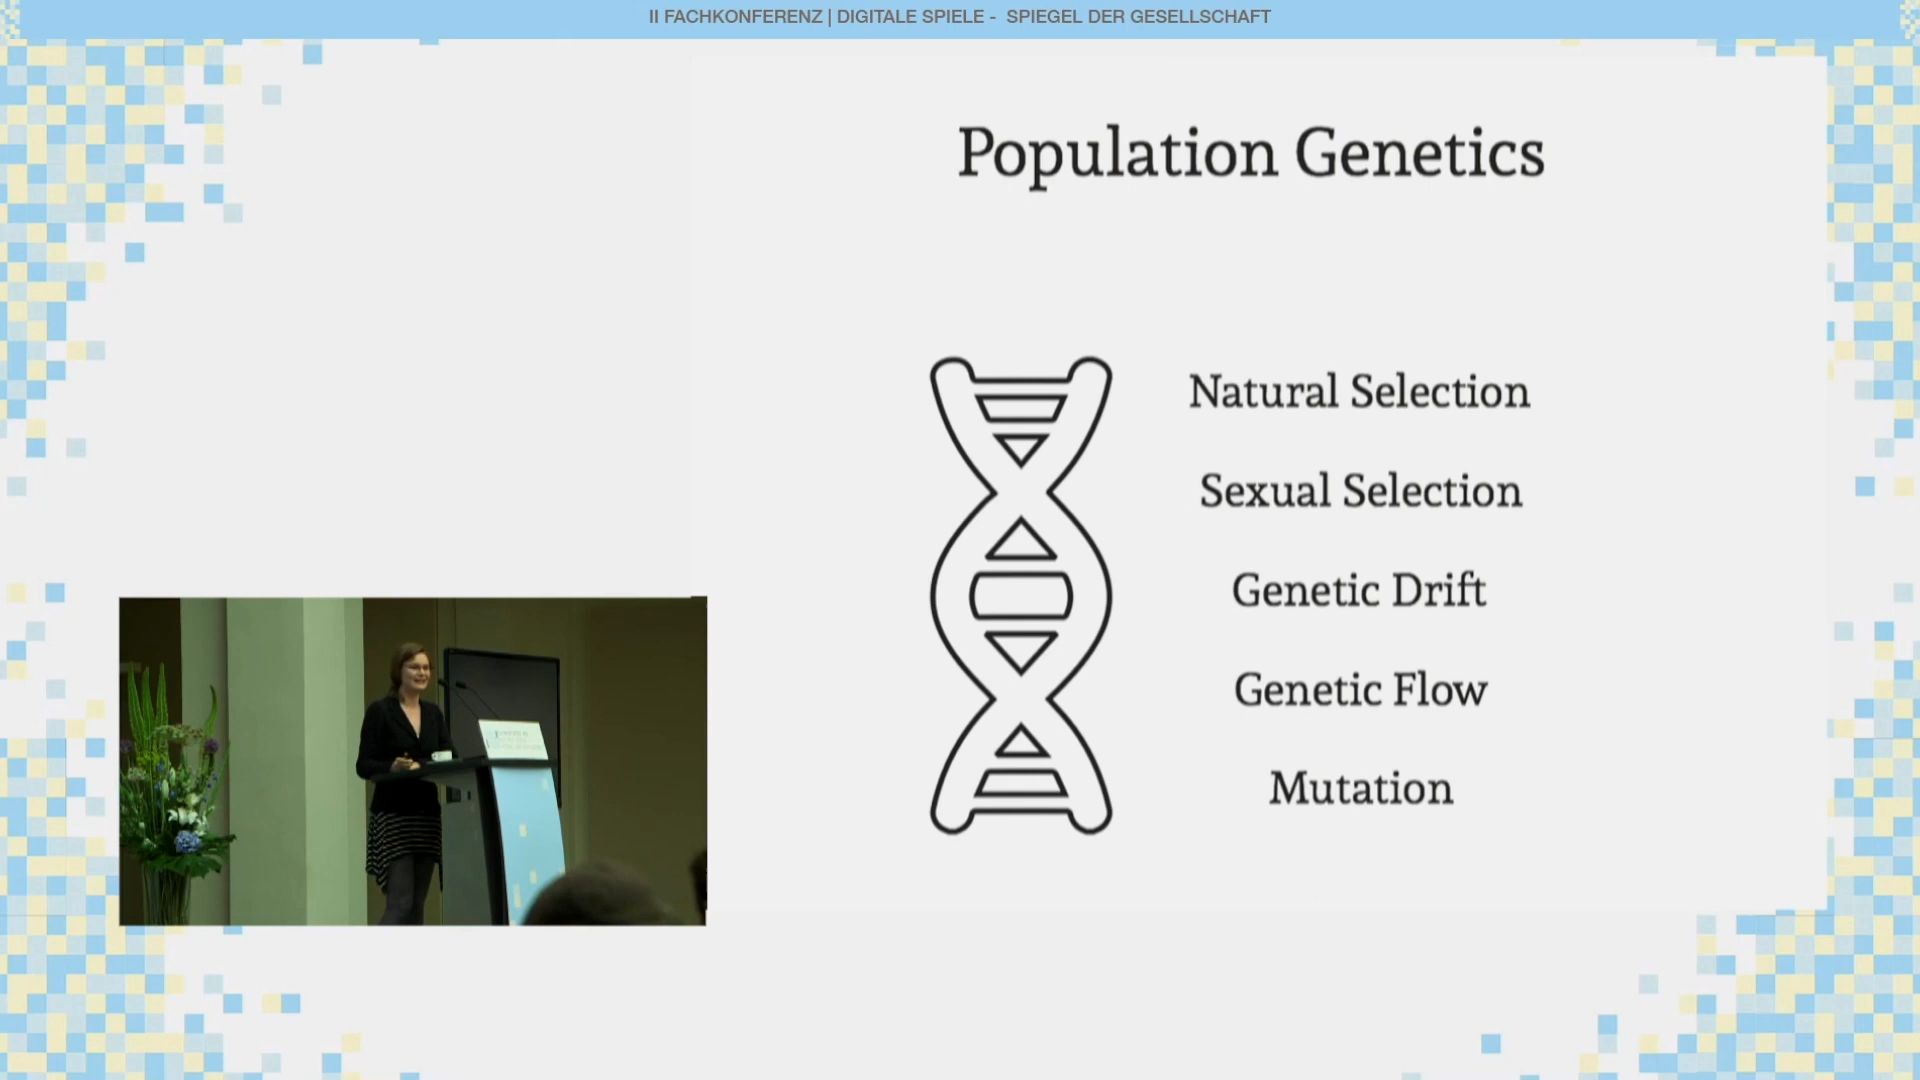 II FACHKONFERENZ | DIGITALE SPIELE - SPIEGEL DER GESELLSCHAFT
Population Genetics
Natural Selection
Sexual Selection
Genetic Drift
Genetic Flow
Mutation